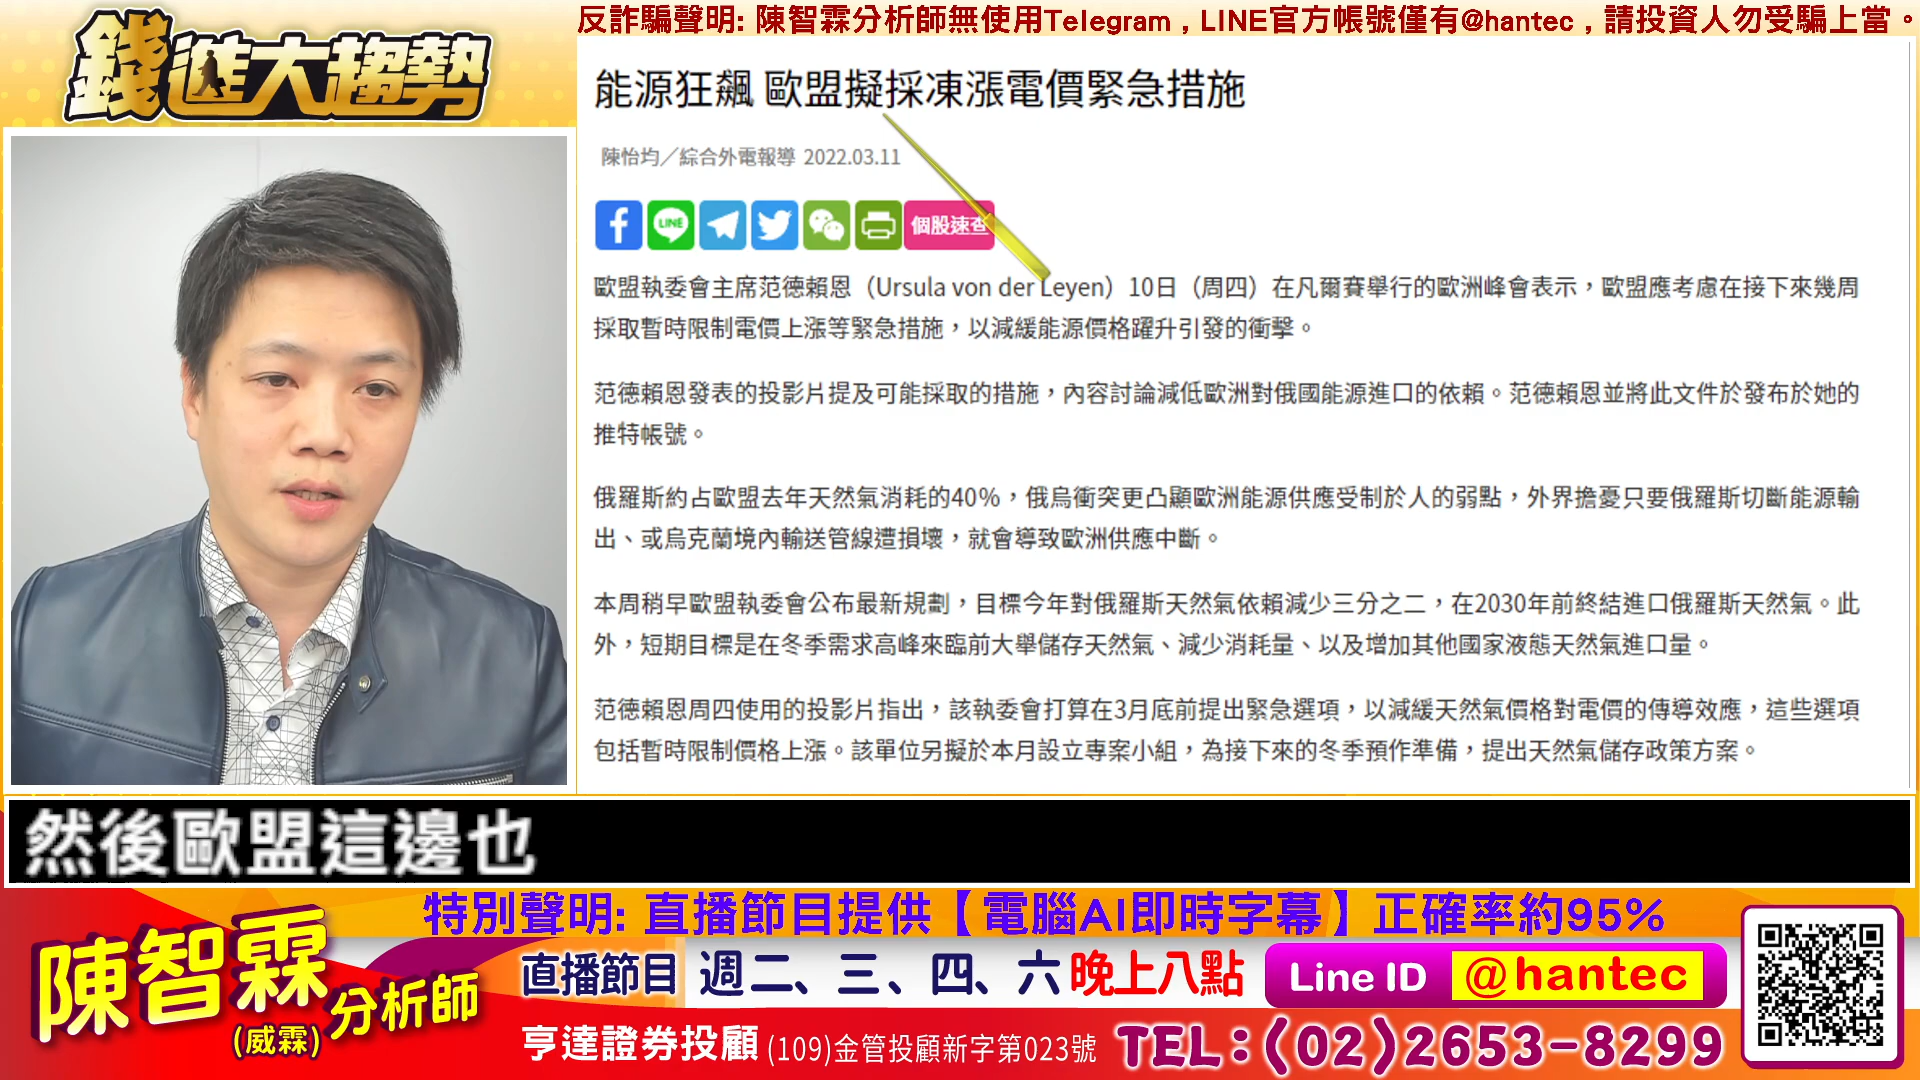 反詐騙聲明: 陳智霖分析師無使用Telegram , LINE官方帳號僅有@hantec , 請投資人勿受騙上當。
錢進大趨勢
能源狂飆 歐盟擬採凍漲電價緊急措施
陳怡均／綜合外電報導 2022.03.11
LINE
個股速查
歐盟執委會主席范德賴恩（Ursula von der Leyen）10日（周四）在凡爾賽舉行的歐洲峰會表示，歐盟應考慮在接下來幾周
採取暫時限制電價上漲等緊急措施，以減緩能源價格躍升引發的衝擊。
范德賴恩發表的投影片提及可能採取的措施，內容討論減低歐洲對俄國能源進口的依賴。范德賴恩並將此文件於發布於她的
推特帳號。
俄羅斯約占歐盟去年天然氣消耗的40%，俄烏衝突更凸顯歐洲能源供應受制於人的弱點，外界擔憂只要俄羅斯切斷能源輸
出、或烏克蘭境內輸送管線遭損壞，就會導致歐洲供應中斷。
本周稍早歐盟執委會公布最新規劃，目標今年對俄羅斯天然氣依賴減少三分之二，在2030年前終結進口俄羅斯天然氣。此
外，短期目標是在冬季需求高峰來臨前大舉儲存天然氣、減少消耗量、以及增加其他國家液態天然氣進口量。
范德賴恩周四使用的投影片指出，該執委會打算在3月底前提出緊急選項，以減緩天然氣價格對電價的傳導效應，這些選項
包括暫時限制價格上漲。該單位另擬於本月設立專案小組，為接下來的冬季預作準備，提出天然氣儲存政策方案。
然後歐盟這邊也
特別聲明: 直播節目提供【電腦AI即時字幕】正確率約95%
陳智霖分析師
(威霖)
直播節目 週二、三、四、六 晚上八點
Line ID @hantec
亨達證券投顧 (109)金管投顧新字第023號 TEL:(02)2653-8299